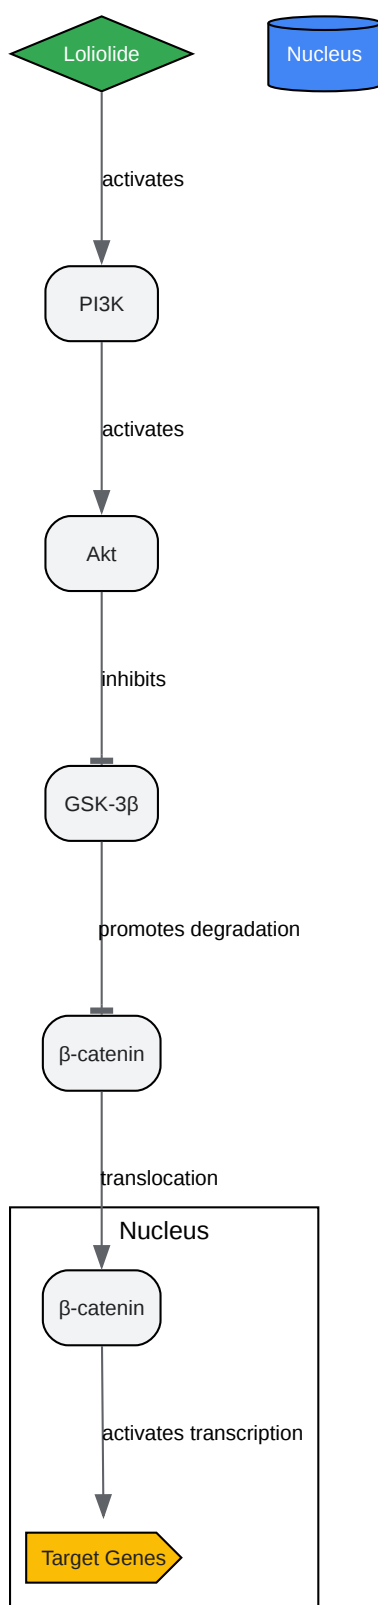 Loliolide
Nucleus
activates
PI3K
activates
Akt
inhibits
GSK-3β
promotes degradation
β-catenin
translocation
Nucleus
β-catenin
activates transcription
Target Genes